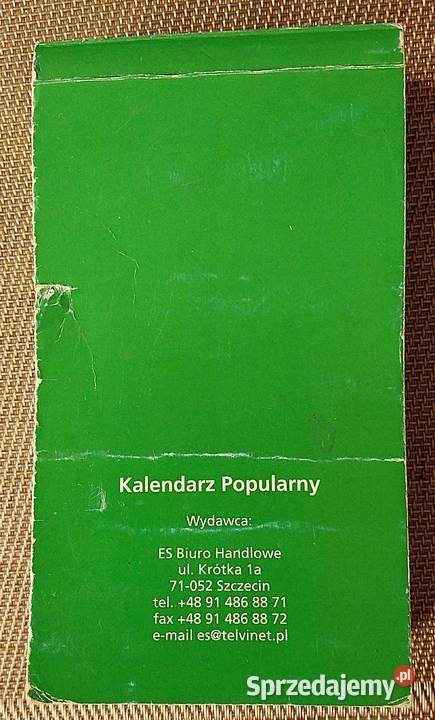 Kalendarz Popularny
Wydawca:
ES Biuro Handlowe
ul. Krótka 1a
71-052 Szczecin
tel. +48 91 486 88 71
fax +48 91 486 88 72
e-mail es@telvinet.pl
Sprzedajemy.pl